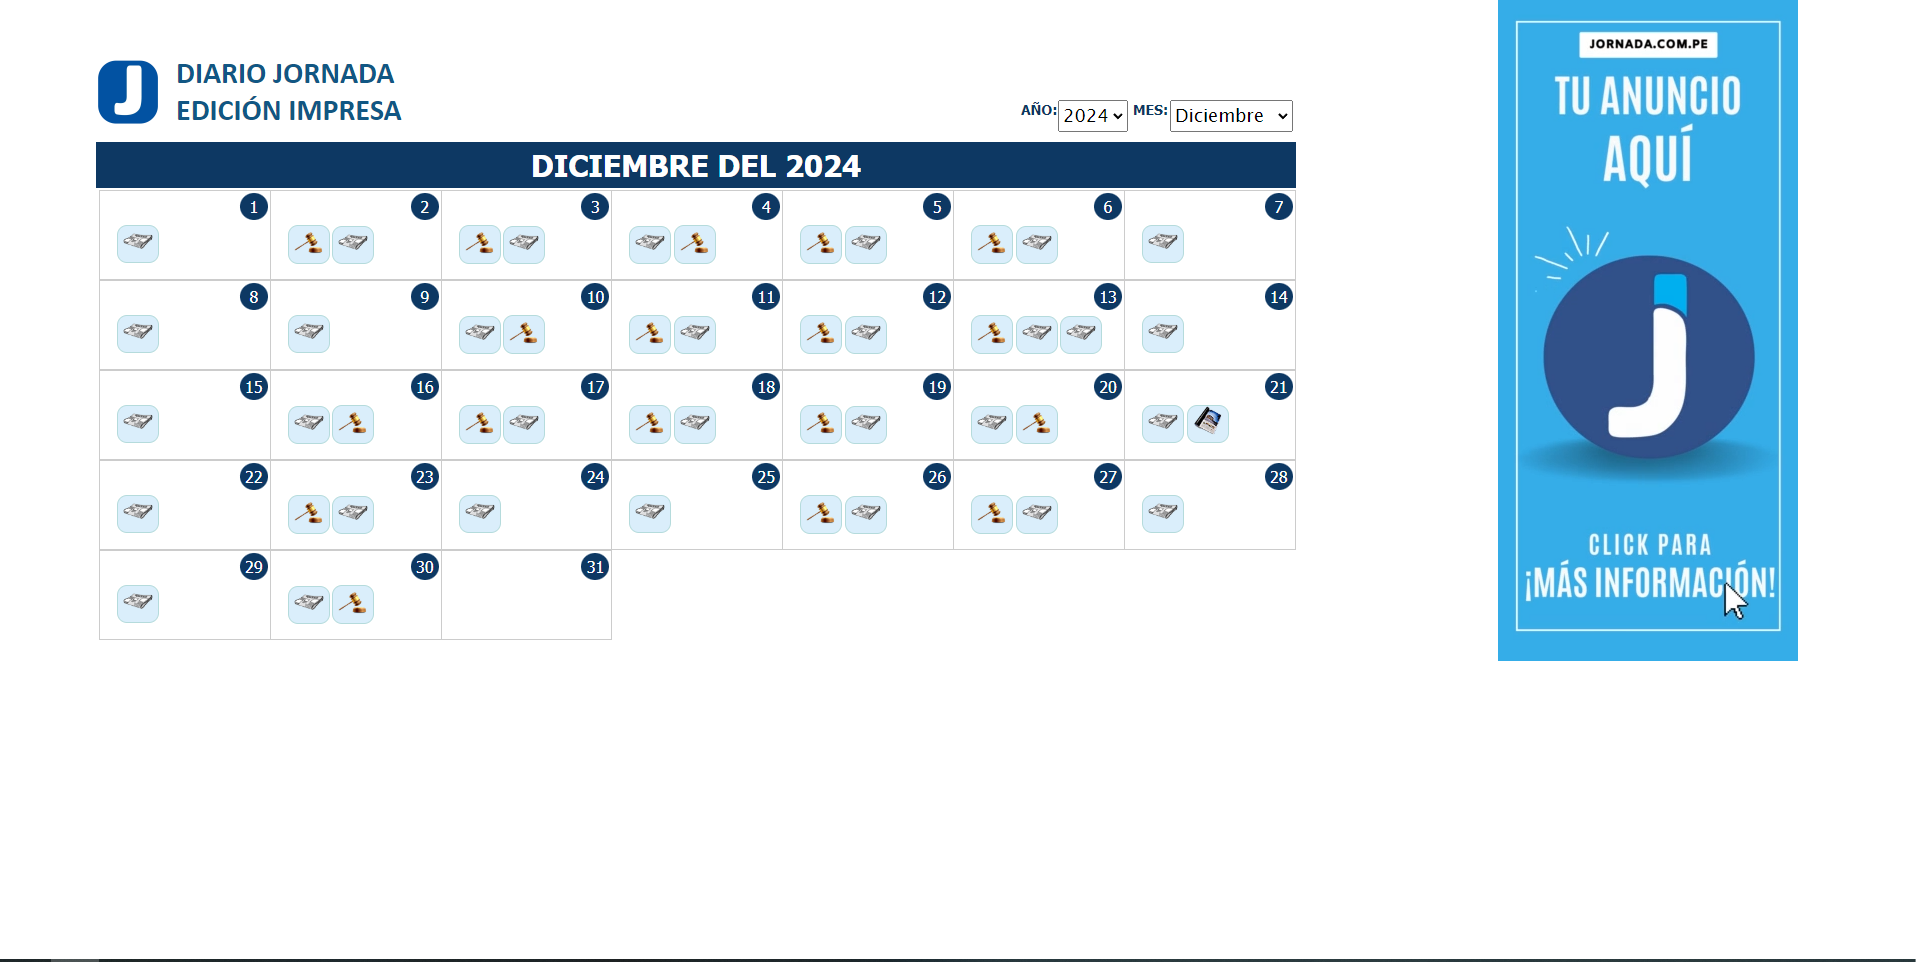 DIARIO JORNADA
EDICIÓN IMPRESA
AÑO: 2024 MES: Diciembre
DICIEMBRE DEL 2024
1 2 3 4 5 6 7
8 9 10 11 12 13 14
15 16 17 18 19 20 21
22 23 24 25 26 27 28
29 30 31
JORNADA.COM.PE
TU ANUNCIO
AQUÍ
J
CLICK PARA
¡MÁS INFORMACIÓN!